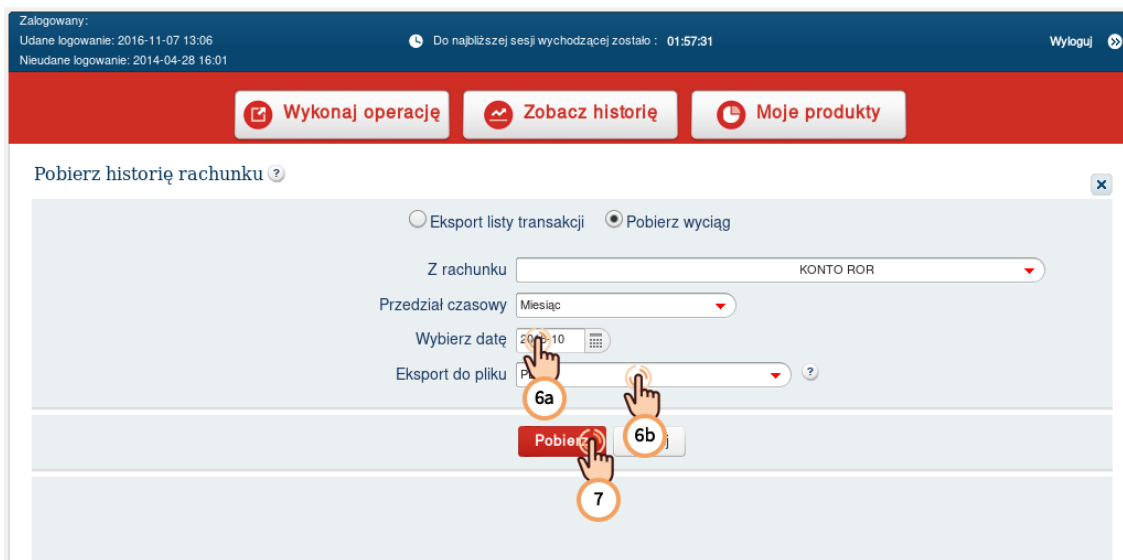 Zalogowany:
Udane logowanie: 2016-11-07 13:06
Do najbliższej sesji wychodzącej zostało : 01:57:31
Wyloguj
Nieudane logowanie: 2014-04-28 16:01
Wykonaj operację
Zobacz historię
Moje produkty
Pobierz historię rachunku ?
Eksport listy transakcji
Pobierz wyciąg
Z rachunku
KONTO ROR
Przedział czasowy
Miesiąc
Wybierz datę
Eksport do pliku
?
6a
Pobierz
6b
7